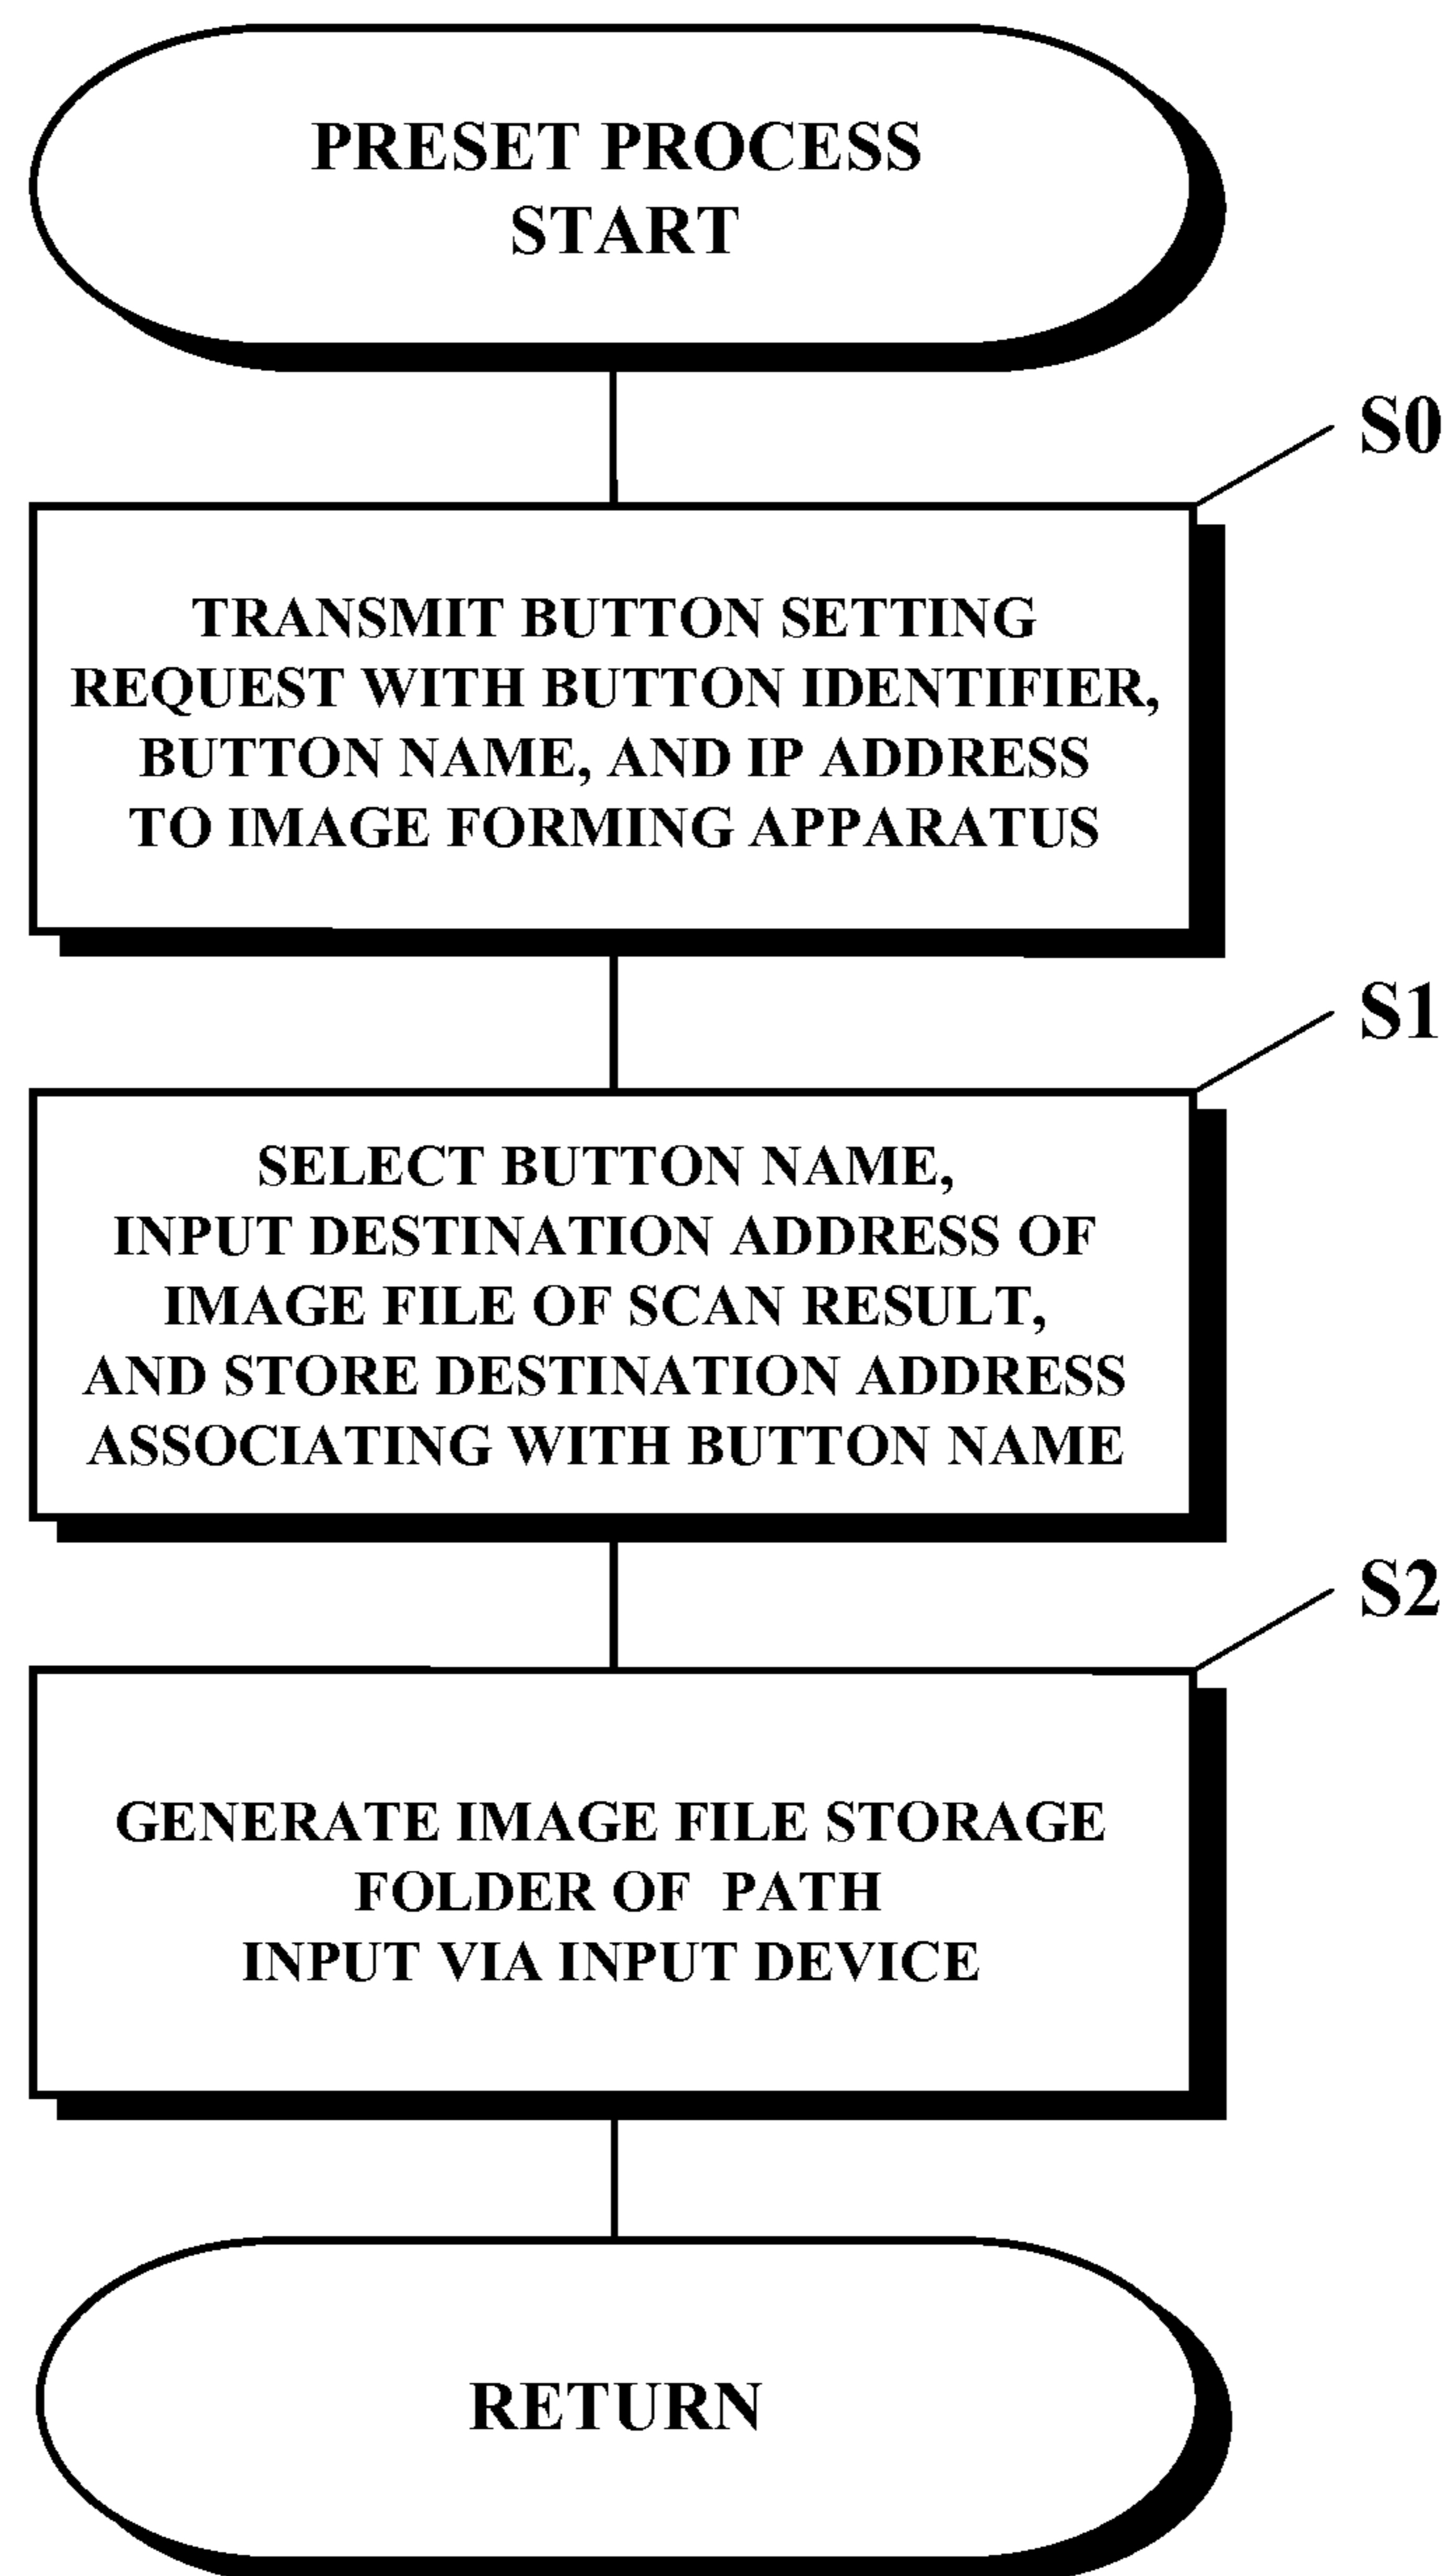 PRESET PROCESS
START
S0
TRANSMIT BUTTON SETTING
REQUEST WITH BUTTON IDENTIFIER,
BUTTON NAME, AND IP ADDRESS
TO IMAGE FORMING APPARATUS
S1
SELECT BUTTON NAME,
INPUT DESTINATION ADDRESS OF
IMAGE FILE OF SCAN RESULT,
AND STORE DESTINATION ADDRESS
ASSOCIATING WITH BUTTON NAME
S2
GENERATE IMAGE FILE STORAGE
FOLDER OF PATH
INPUT VIA INPUT DEVICE
RETURN